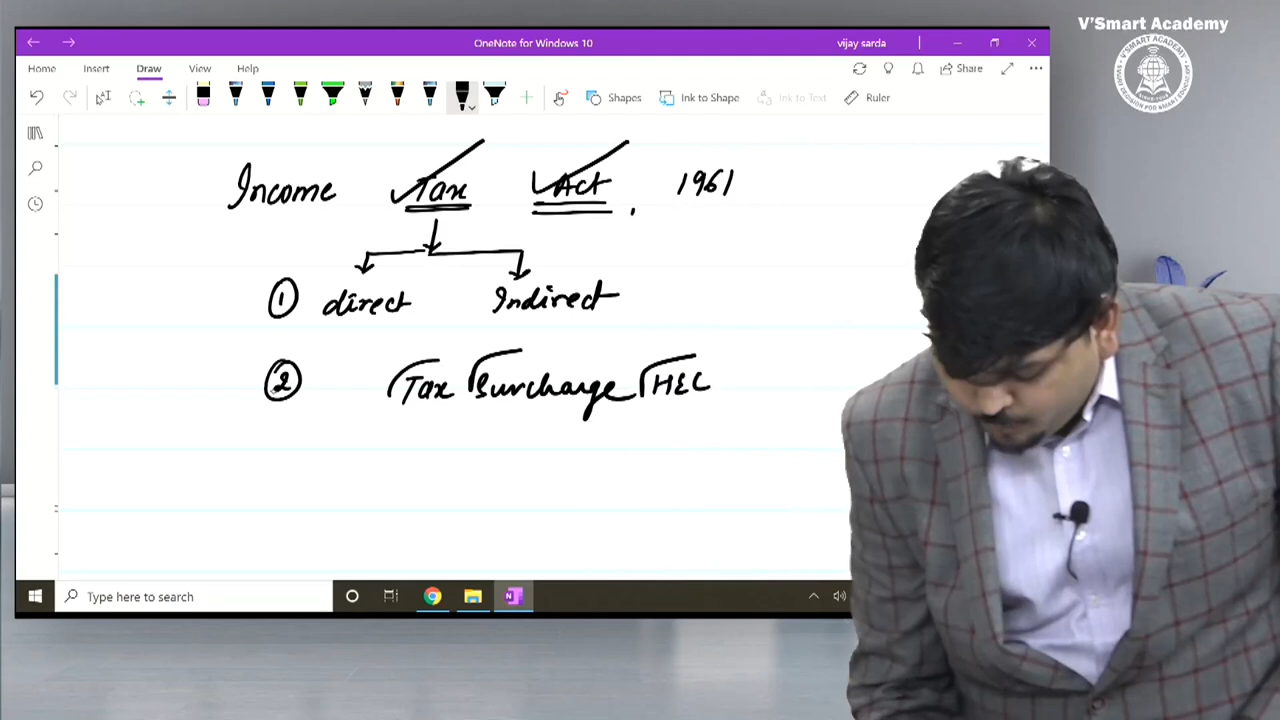 V'Smart Academy
OneNote for Windows 10
vijay sarda
Home Insert Draw View Help
Share
Shapes Ink to Shape Ink to Text Ruler
Income Tax Act, 1961
① direct Indirect
② Tax Surcharge HEC
Type here to search